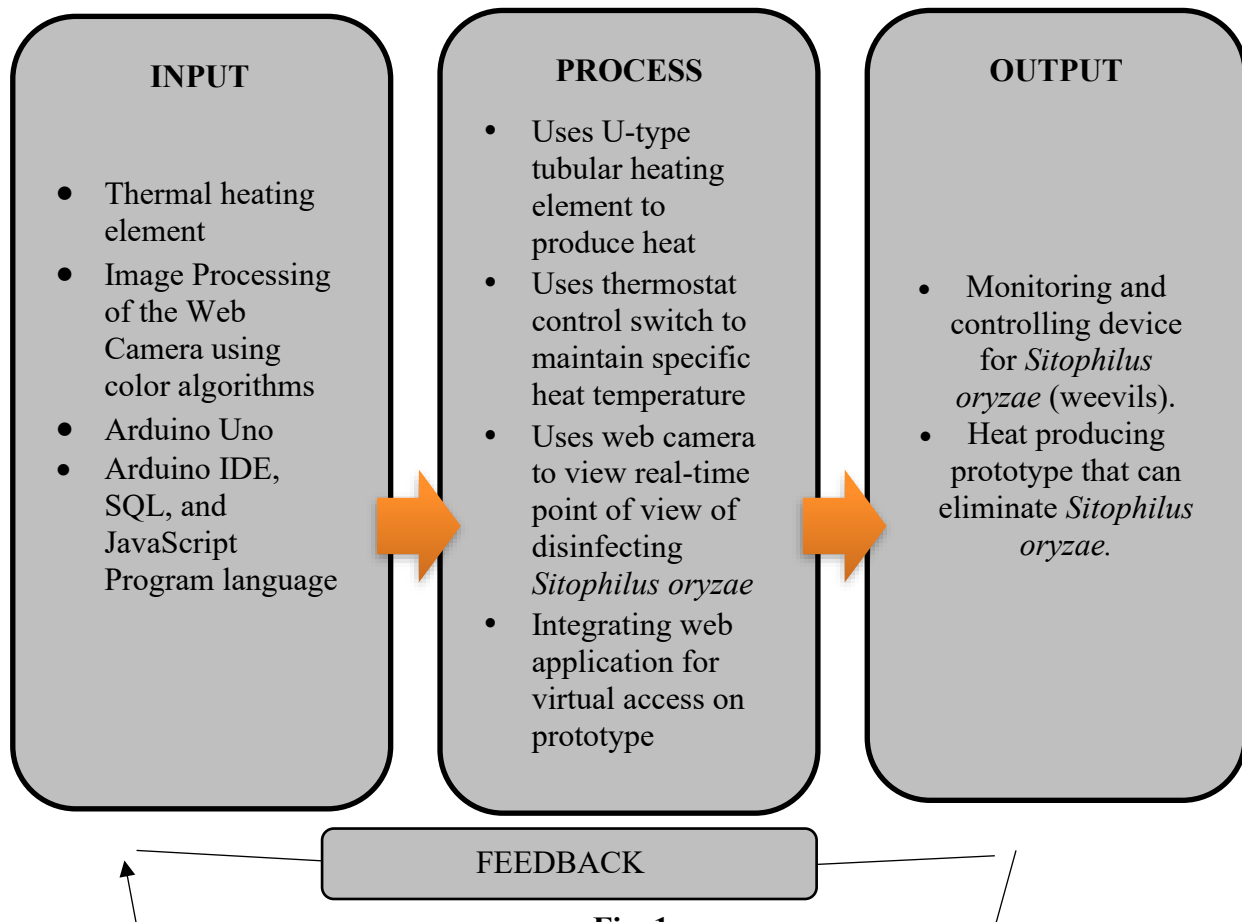 INPUT
• Thermal heating
element
• Image Processing
of the Web
Camera using
color algorithms
• Arduino Uno
• Arduino IDE,
SQL, and
JavaScript
Program language
PROCESS
• Uses U-type
tubular heating
element to
produce heat
• Uses thermostat
control switch to
maintain specific
heat temperature
• Uses web camera
to view real-time
point of view of
disinfecting
Sitophilus oryzae
• Integrating web
application for
virtual access on
prototype
OUTPUT
• Monitoring and
controlling device
for Sitophilus
oryzae (weevils).
• Heat producing
prototype that can
eliminate Sitophilus
oryzae.
FEEDBACK